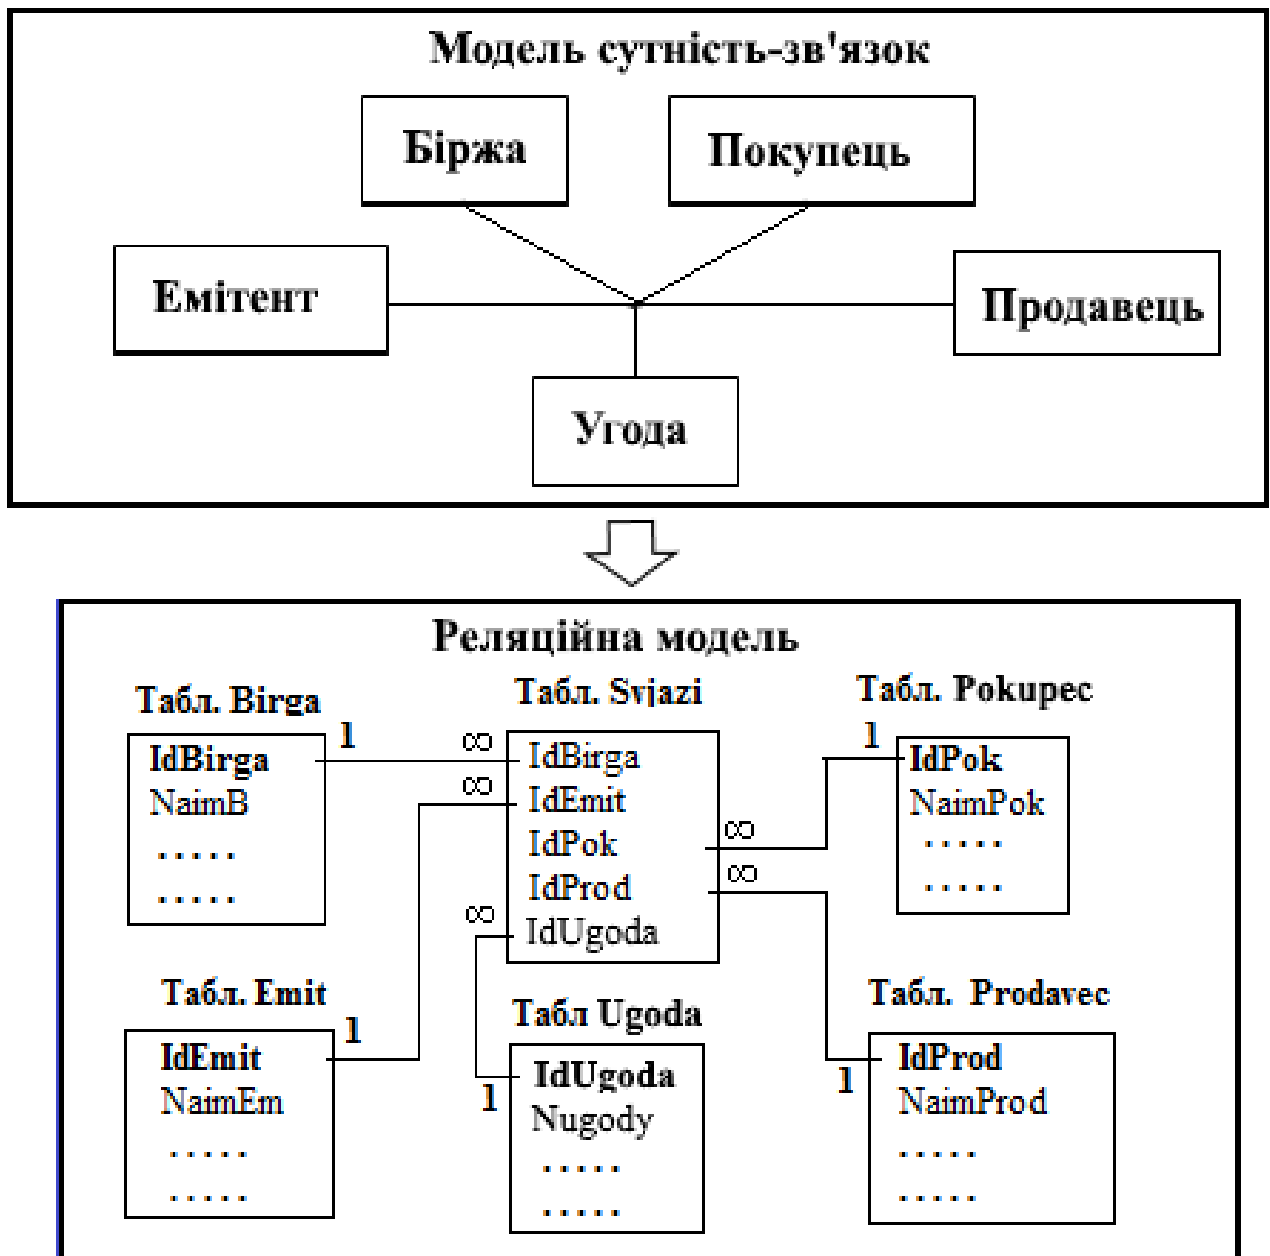 Модель сутність-зв'язок
Біржа
Покупець
Емітент
Продавець
Угода
Реляційна модель
Табл. Birga
Табл. Svjazi
Табл. Pokupec
1
∞
1
IdBirga
NaimB
.....
.....
∞
IdBirga
IdEmit
IdPok
IdProd
IdUgoda
∞
∞
∞
IdPok
NaimPok
.....
.....
Табл. Emit
Табл Ugoda
Табл. Prodavec
1
IdEmit
NaimEm
.....
.....
1
IdUgoda
Nugody
.....
.....
1
IdProd
NaimProd
.....
.....